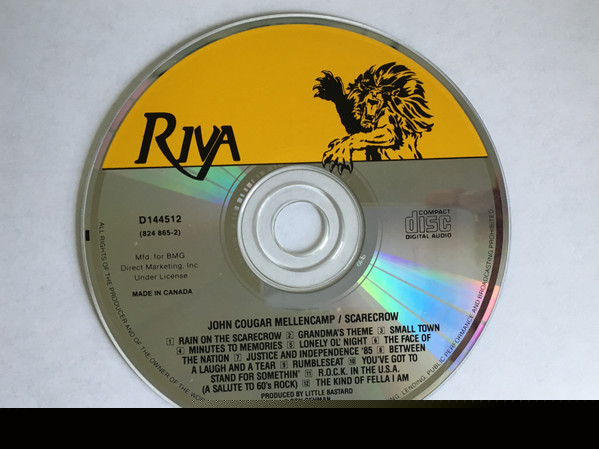 RIVA
D144512
(824 865-2)
Mfd. for BMG
Direct Marketing, Inc.
Under License
MADE IN CANADA
COMPACT
disc
DIGITAL AUDIO
JOHN COUGAR MELLENCAMP / SCARECROW
1 RAIN ON THE SCARECROW 2 GRANDMA'S THEME 3 SMALL TOWN
4 MINUTES TO MEMORIES 5 LONELY OL' NIGHT 6 THE FACE OF
THE NATION 7 JUSTICE AND INDEPENDENCE '85 8 BETWEEN
A LAUGH AND A TEAR 9 RUMBLESEAT 10 YOU'VE GOT TO
STAND FOR SOMETHIN' 11 R.O.C.K. IN THE U.S.A.
(A SALUTE TO 60's ROCK) 12 THE KIND OF FELLA I AM
PRODUCED BY LITTLE BASTARD
ALL RIGHTS OF THE PRODUCER AND OF THE OWNER OF THE
LENDING, PUBLIC PERFORMANCE AND BROADCASTING PROHIBITED